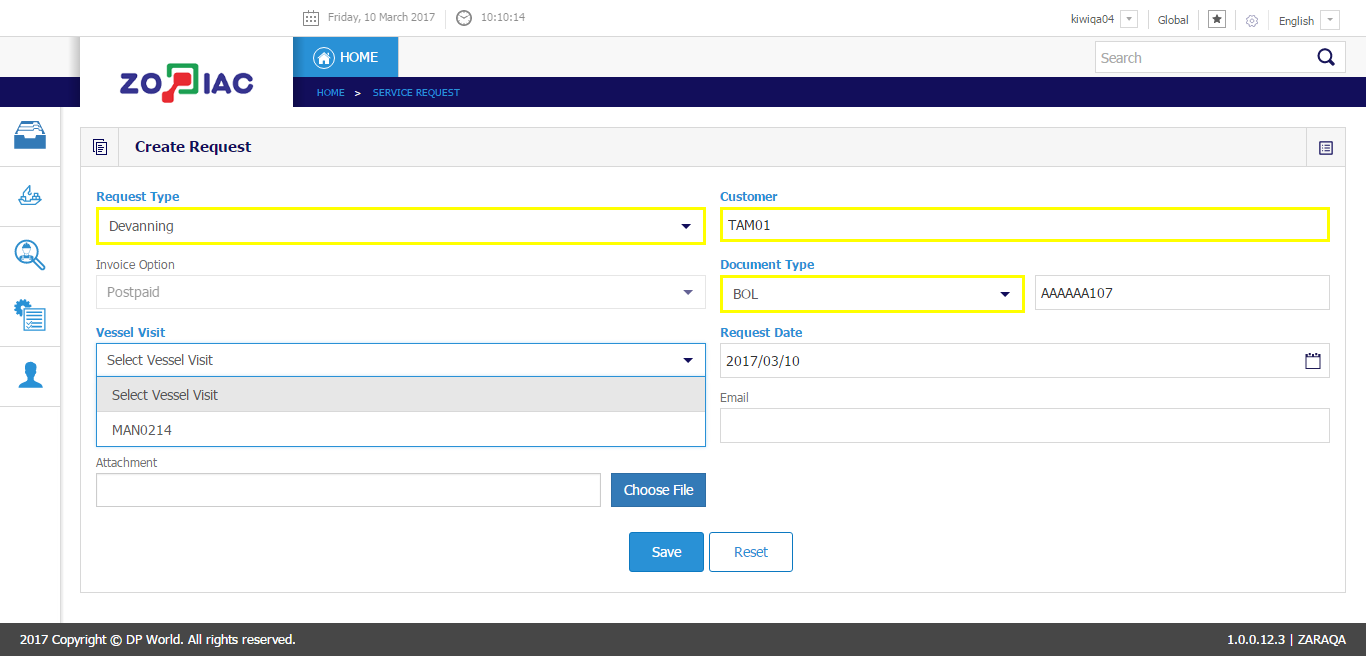 Friday, 10 March 2017 10:10:14 kiwiqa04 Global English
ZODIAC HOME Search
HOME > SERVICE REQUEST
Create Request
Request Type Customer
Devanning TAM01
Invoice Option Document Type
Postpaid BOL AAAAAA107
Vessel Visit Request Date
Select Vessel Visit 2017/03/10
Select Vessel Visit Email
MAN0214
Attachment
Choose File
Save Reset
2017 Copyright © DP World. All rights reserved. 1.0.0.12.3 | ZARAQA